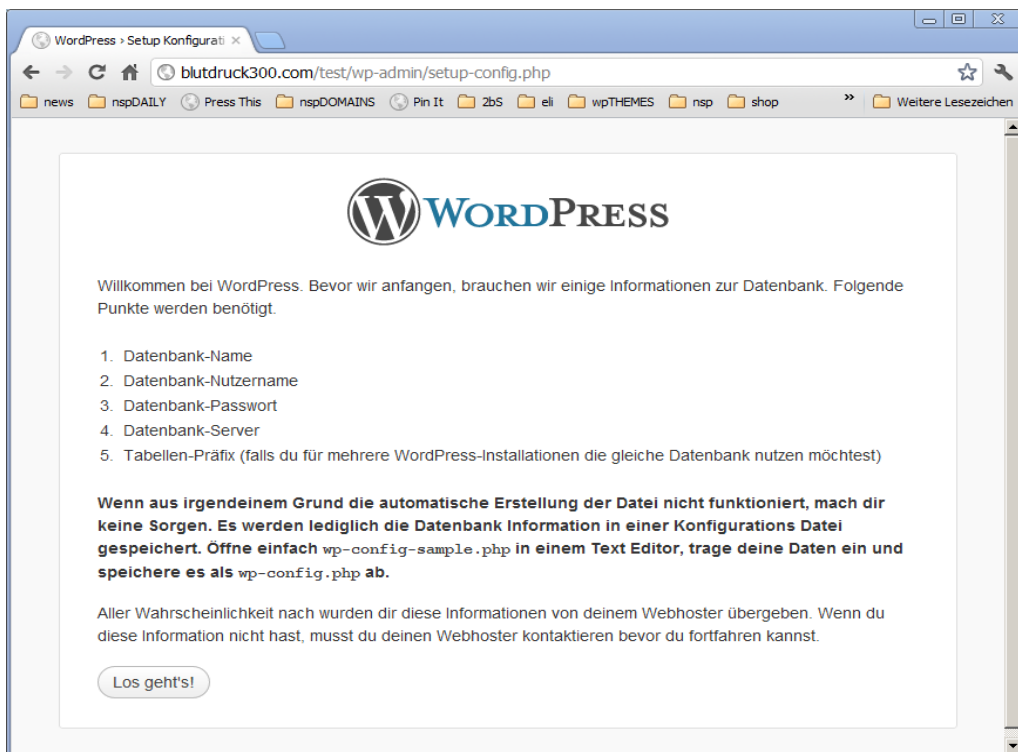 WordPress › Setup Konfigurati
blutdruck300.com/test/wp-admin/setup-config.php
news nspDAILY Press This nspDOMAINS Pin It 2bS eli wpTHEMES nsp shop » Weitere Lesezeichen
WORDPRESS
Willkommen bei WordPress. Bevor wir anfangen, brauchen wir einige Informationen zur Datenbank. Folgende
Punkte werden benötigt.
1. Datenbank-Name
2. Datenbank-Nutzername
3. Datenbank-Passwort
4. Datenbank-Server
5. Tabellen-Präfix (falls du für mehrere WordPress-Installationen die gleiche Datenbank nutzen möchtest)
Wenn aus irgendeinem Grund die automatische Erstellung der Datei nicht funktioniert, mach dir
keine Sorgen. Es werden lediglich die Datenbank Information in einer Konfigurations Datei
gespeichert. Öffne einfach wp-config-sample.php in einem Text Editor, trage deine Daten ein und
speichere es als wp-config.php ab.
Aller Wahrscheinlichkeit nach wurden dir diese Informationen von deinem Webhoster übergeben. Wenn du
diese Information nicht hast, musst du deinen Webhoster kontaktieren bevor du fortfahren kannst.
Los geht's!